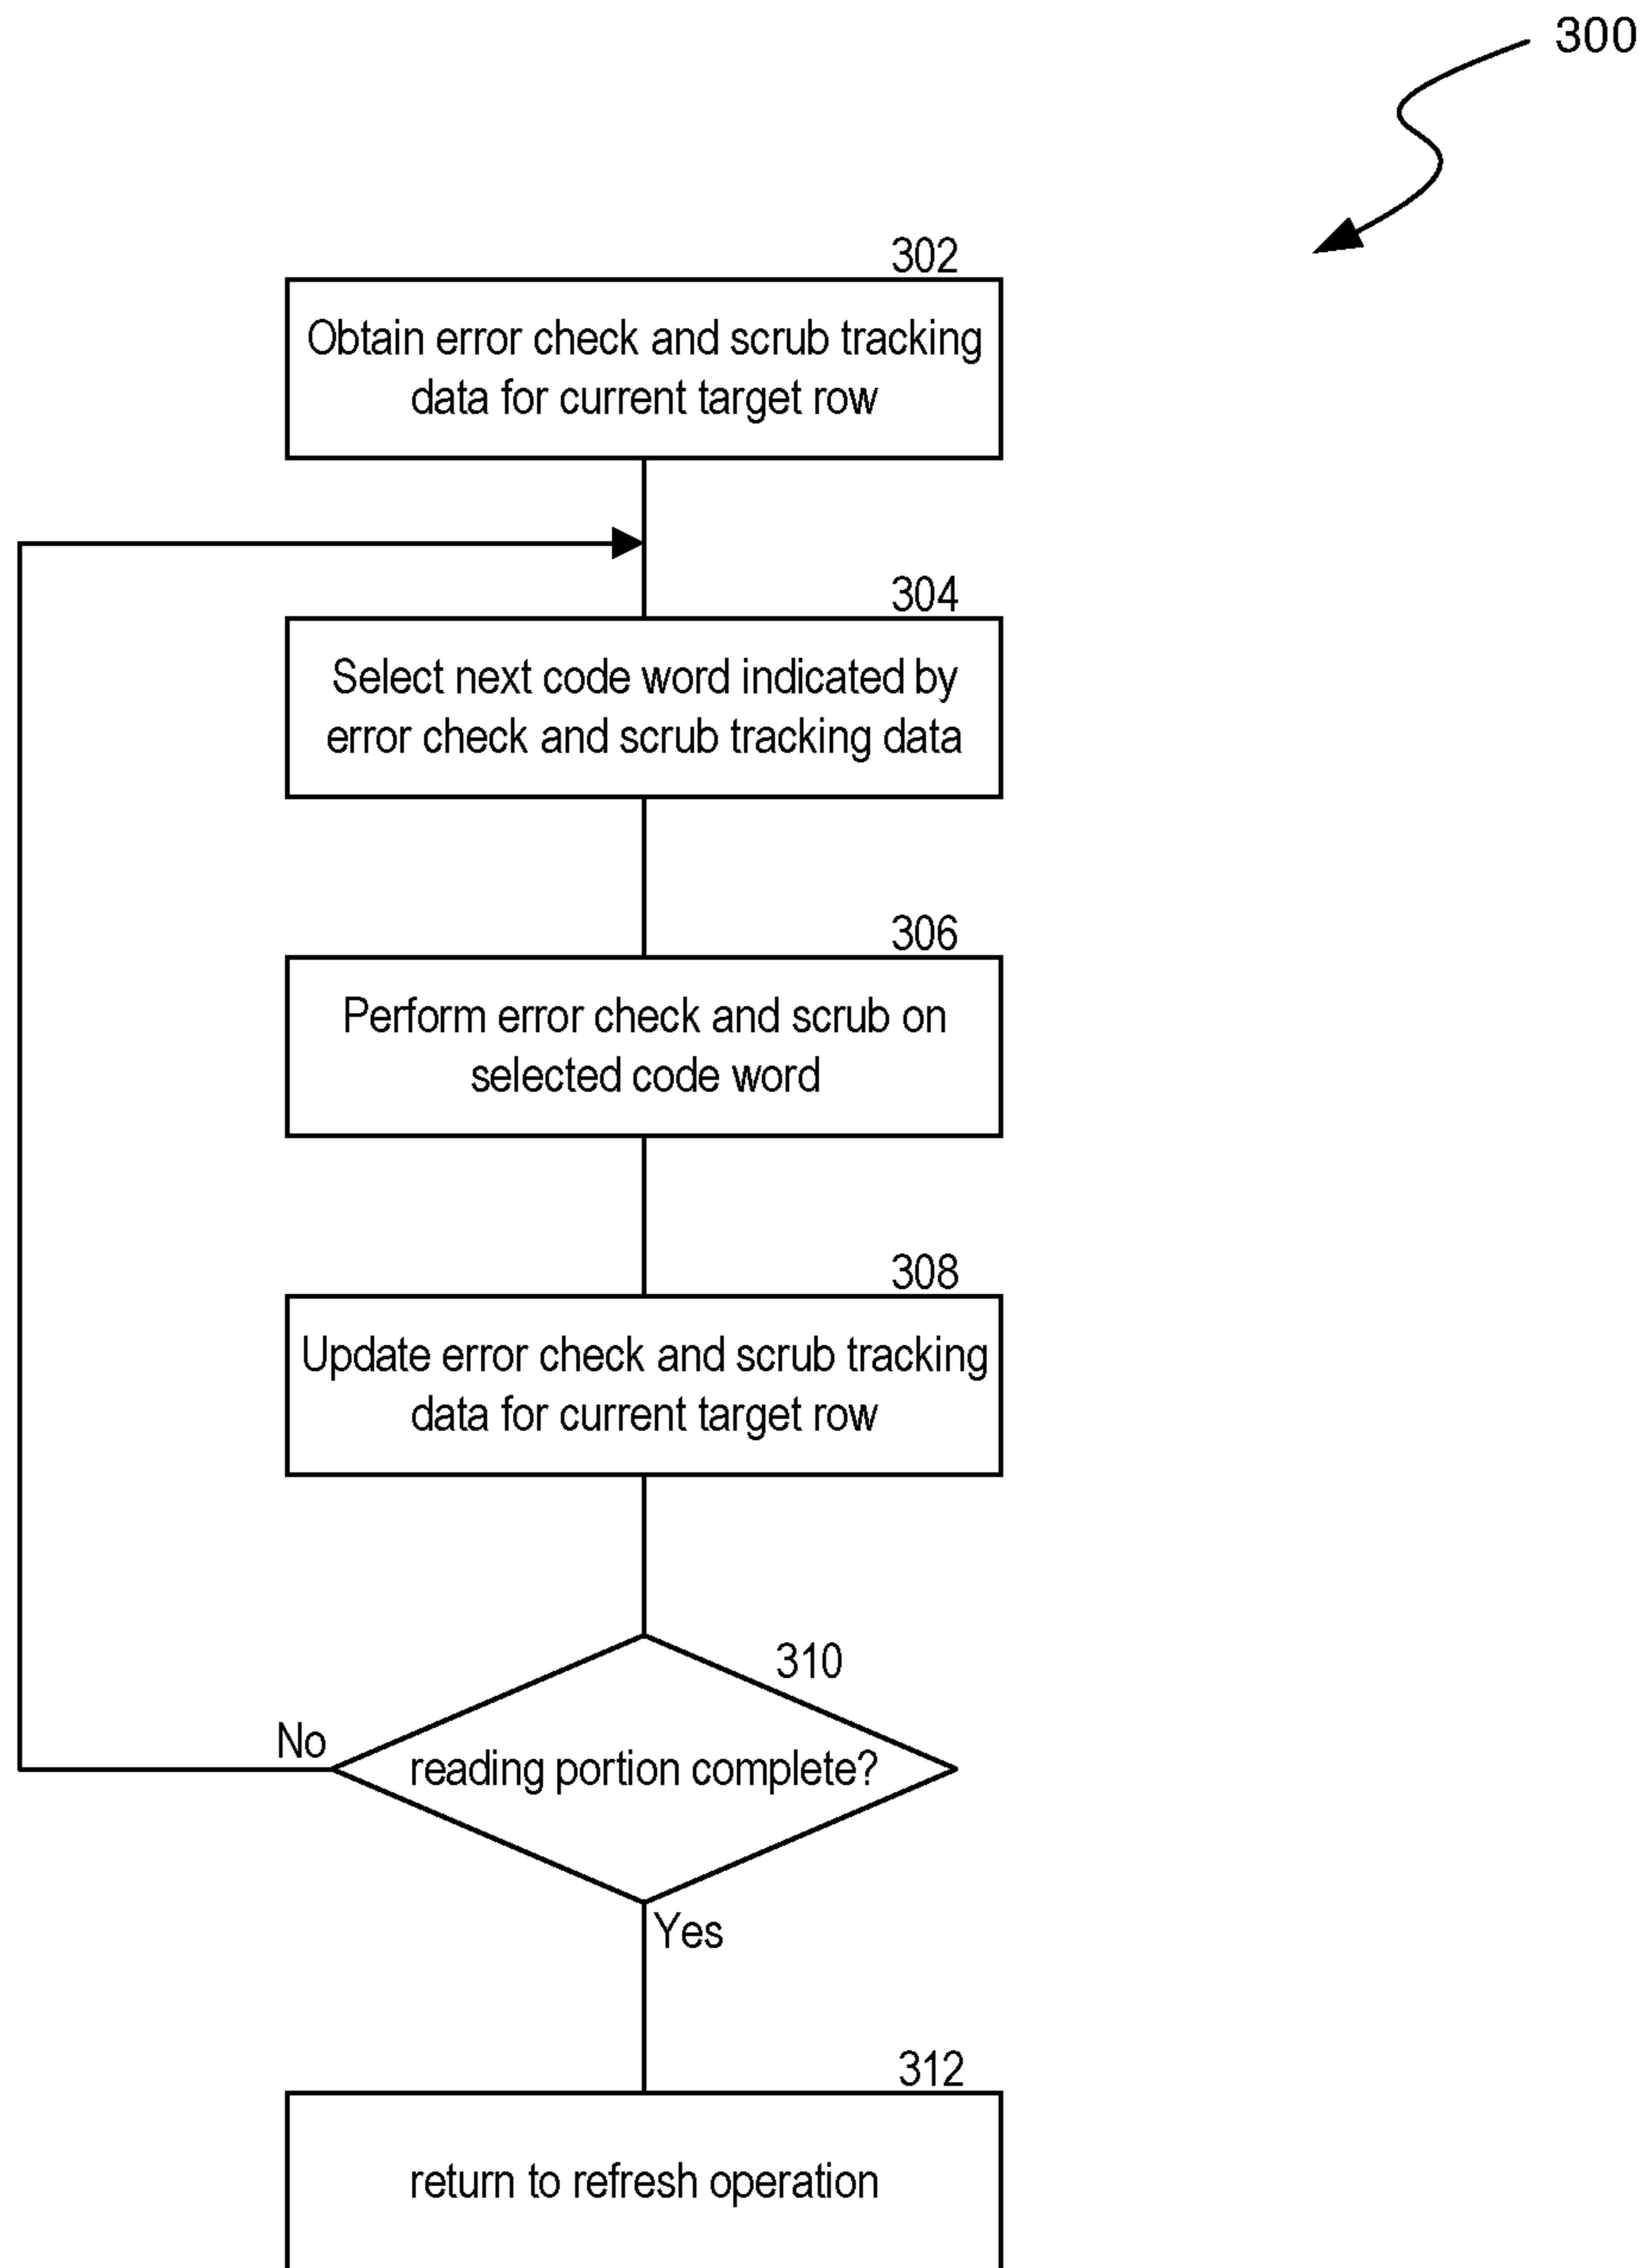 300
302
Obtain error check and scrub tracking
data for current target row
304
Select next code word indicated by
error check and scrub tracking data
306
Perform error check and scrub on
selected code word
308
Update error check and scrub tracking
data for current target row
310
No
reading portion complete?
Yes
312
return to refresh operation